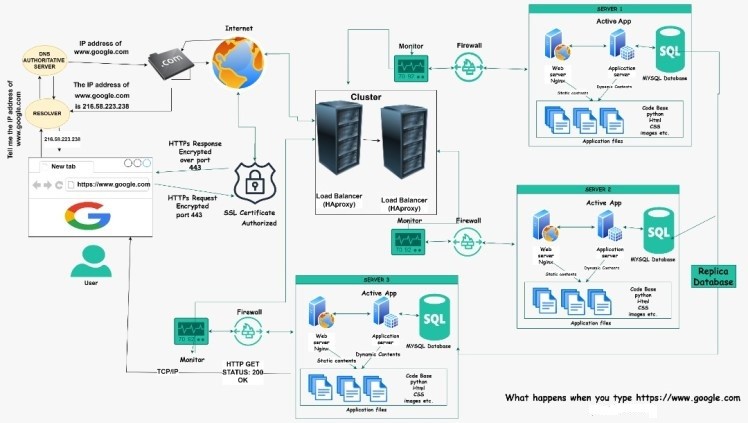 SERVER 1
Active App
Internet
IP address of
www.google.com
DNS
AUTHORITATIVE
SERVER
.com
Monitor
Firewall
SQL
Web
server
Nginx
Application
server
MYSQL Database
Static contents
Dynamic Contents
Code Base
python
Html
CSS
images etc.
Application files
The IP address of
www.google.com
is 216.58.223.238
RESOLVER
Tell me the IP address of
www.google.com
216.58.223.238
New tab
https://www.google.com
G
User
HTTPs Response
Encrypted
over port
443
HTTPs Request
Encrypted
port 443
SSL Certificate
Authorized
Cluster
Load Balancer
(HAproxy)
Load Balancer
(HAproxy)
Monitor
Firewall
SERVER 2
Active App
SQL
Web
server
Nginx
Application
server
MYSQL Database
Static contents
Dynamic Contents
Code Base
python
Html
CSS
images etc.
Application files
Replica
Database
SERVER 3
Active App
SQL
Web
server
Nginx
Application
server
MYSQL Database
Static contents
Dynamic Contents
Code Base
python
Html
CSS
images etc.
Application files
Firewall
Monitor
HTTP GET
STATUS: 200
OK
TCP/IP
What happens when you type https://www.google.com